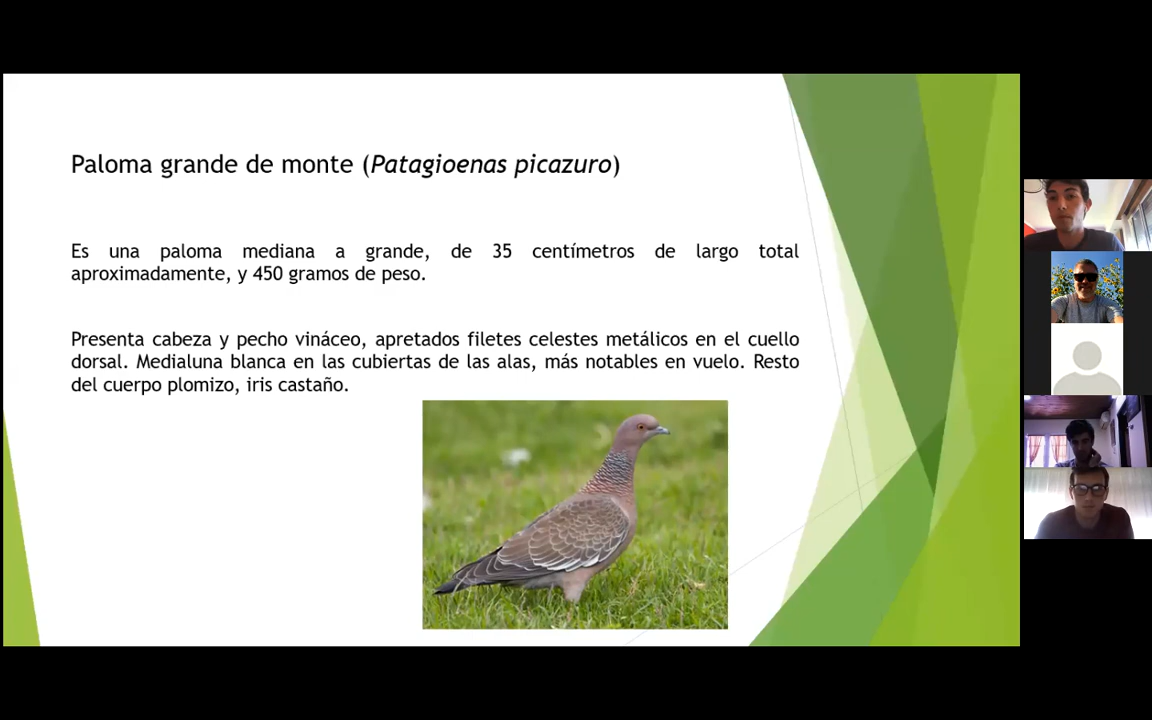 Paloma grande de monte (Patagioenas picazuro)
Es una paloma mediana a grande, de 35 centímetros de largo total
aproximadamente, y 450 gramos de peso.
Presenta cabeza y pecho vináceo, apretados filetes celestes metálicos en el cuello
dorsal. Medialuna blanca en las cubiertas de las alas, más notables en vuelo. Resto
del cuerpo plomizo, iris castaño.